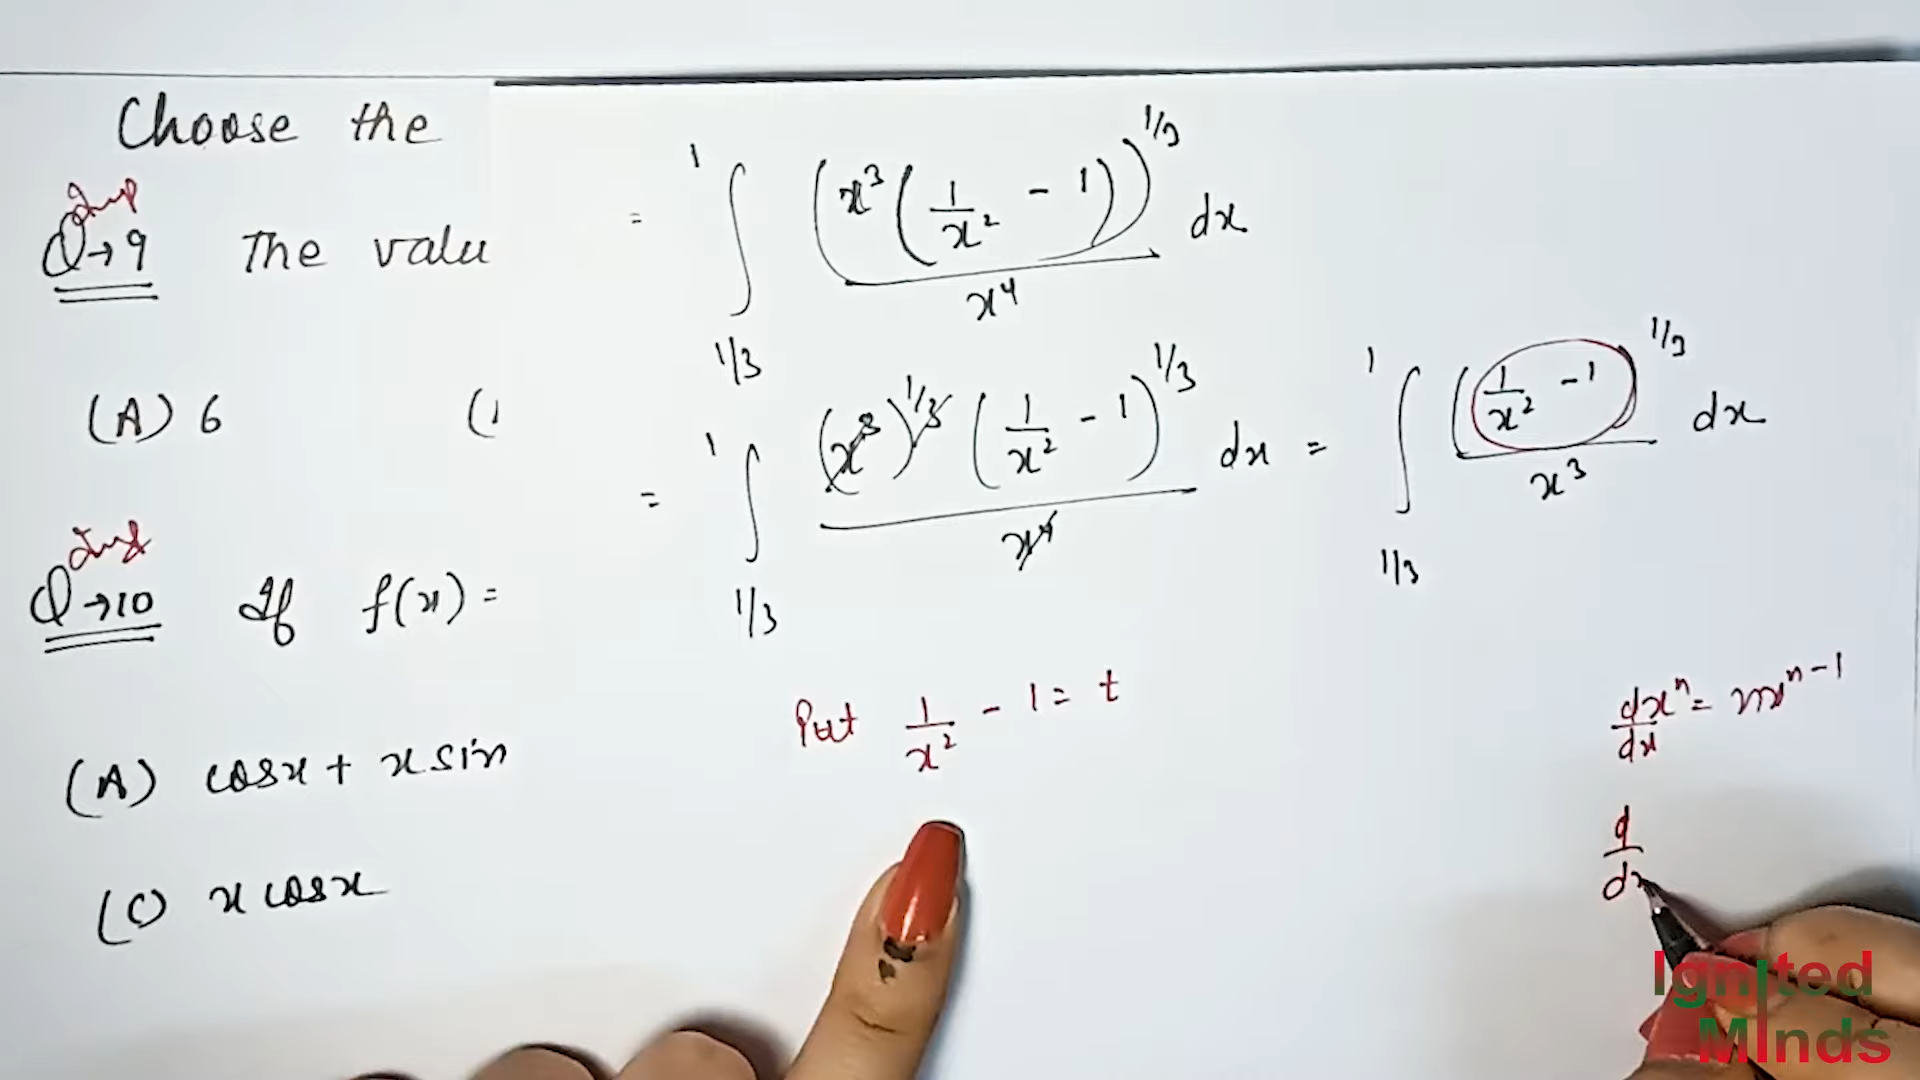 Choose the
Imp
Q→9 The valu
(A) 6
Imp
Q→10 If f(x) =
(A) cosx + x sin
(C) x cosx
= ∫_{1/3}^{1} (x³(1/x² - 1))^{1/3} / x⁴ dx
= ∫_{1/3}^{1} (x³)^{1/3} (1/x² - 1)^{1/3} / x⁴ dx = ∫_{1/3}^{1} (1/x² - 1)^{1/3} / x³ dx
Put 1/x² - 1 = t
dxⁿ/dx = nxⁿ⁻¹
d/dx
Ignited
Minds